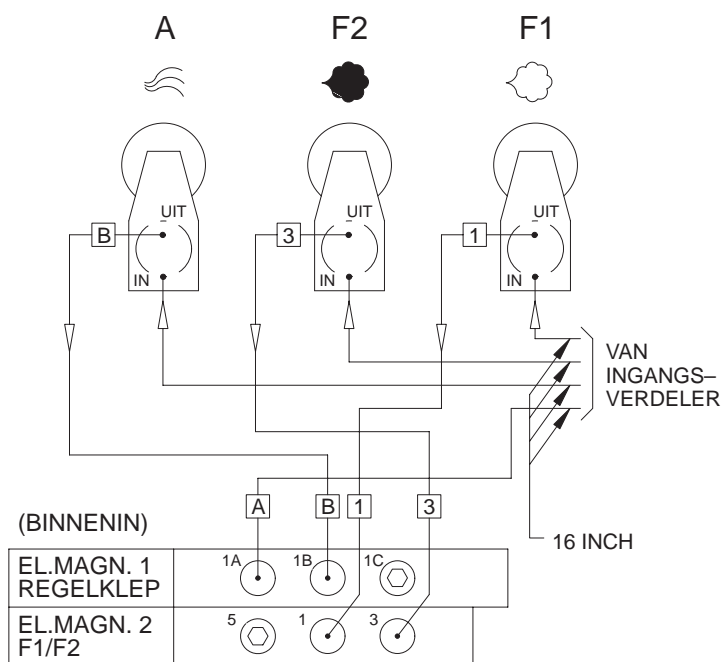 A F2 F1
UIT UIT UIT
B 3 1
IN IN IN
VAN
INGANGS–
VERDELER
A B 1 3
(BINNENIN)
16 INCH
EL.MAGN. 1
REGELKLEP
1A 1B 1C
EL.MAGN. 2
F1/F2
5 1 3